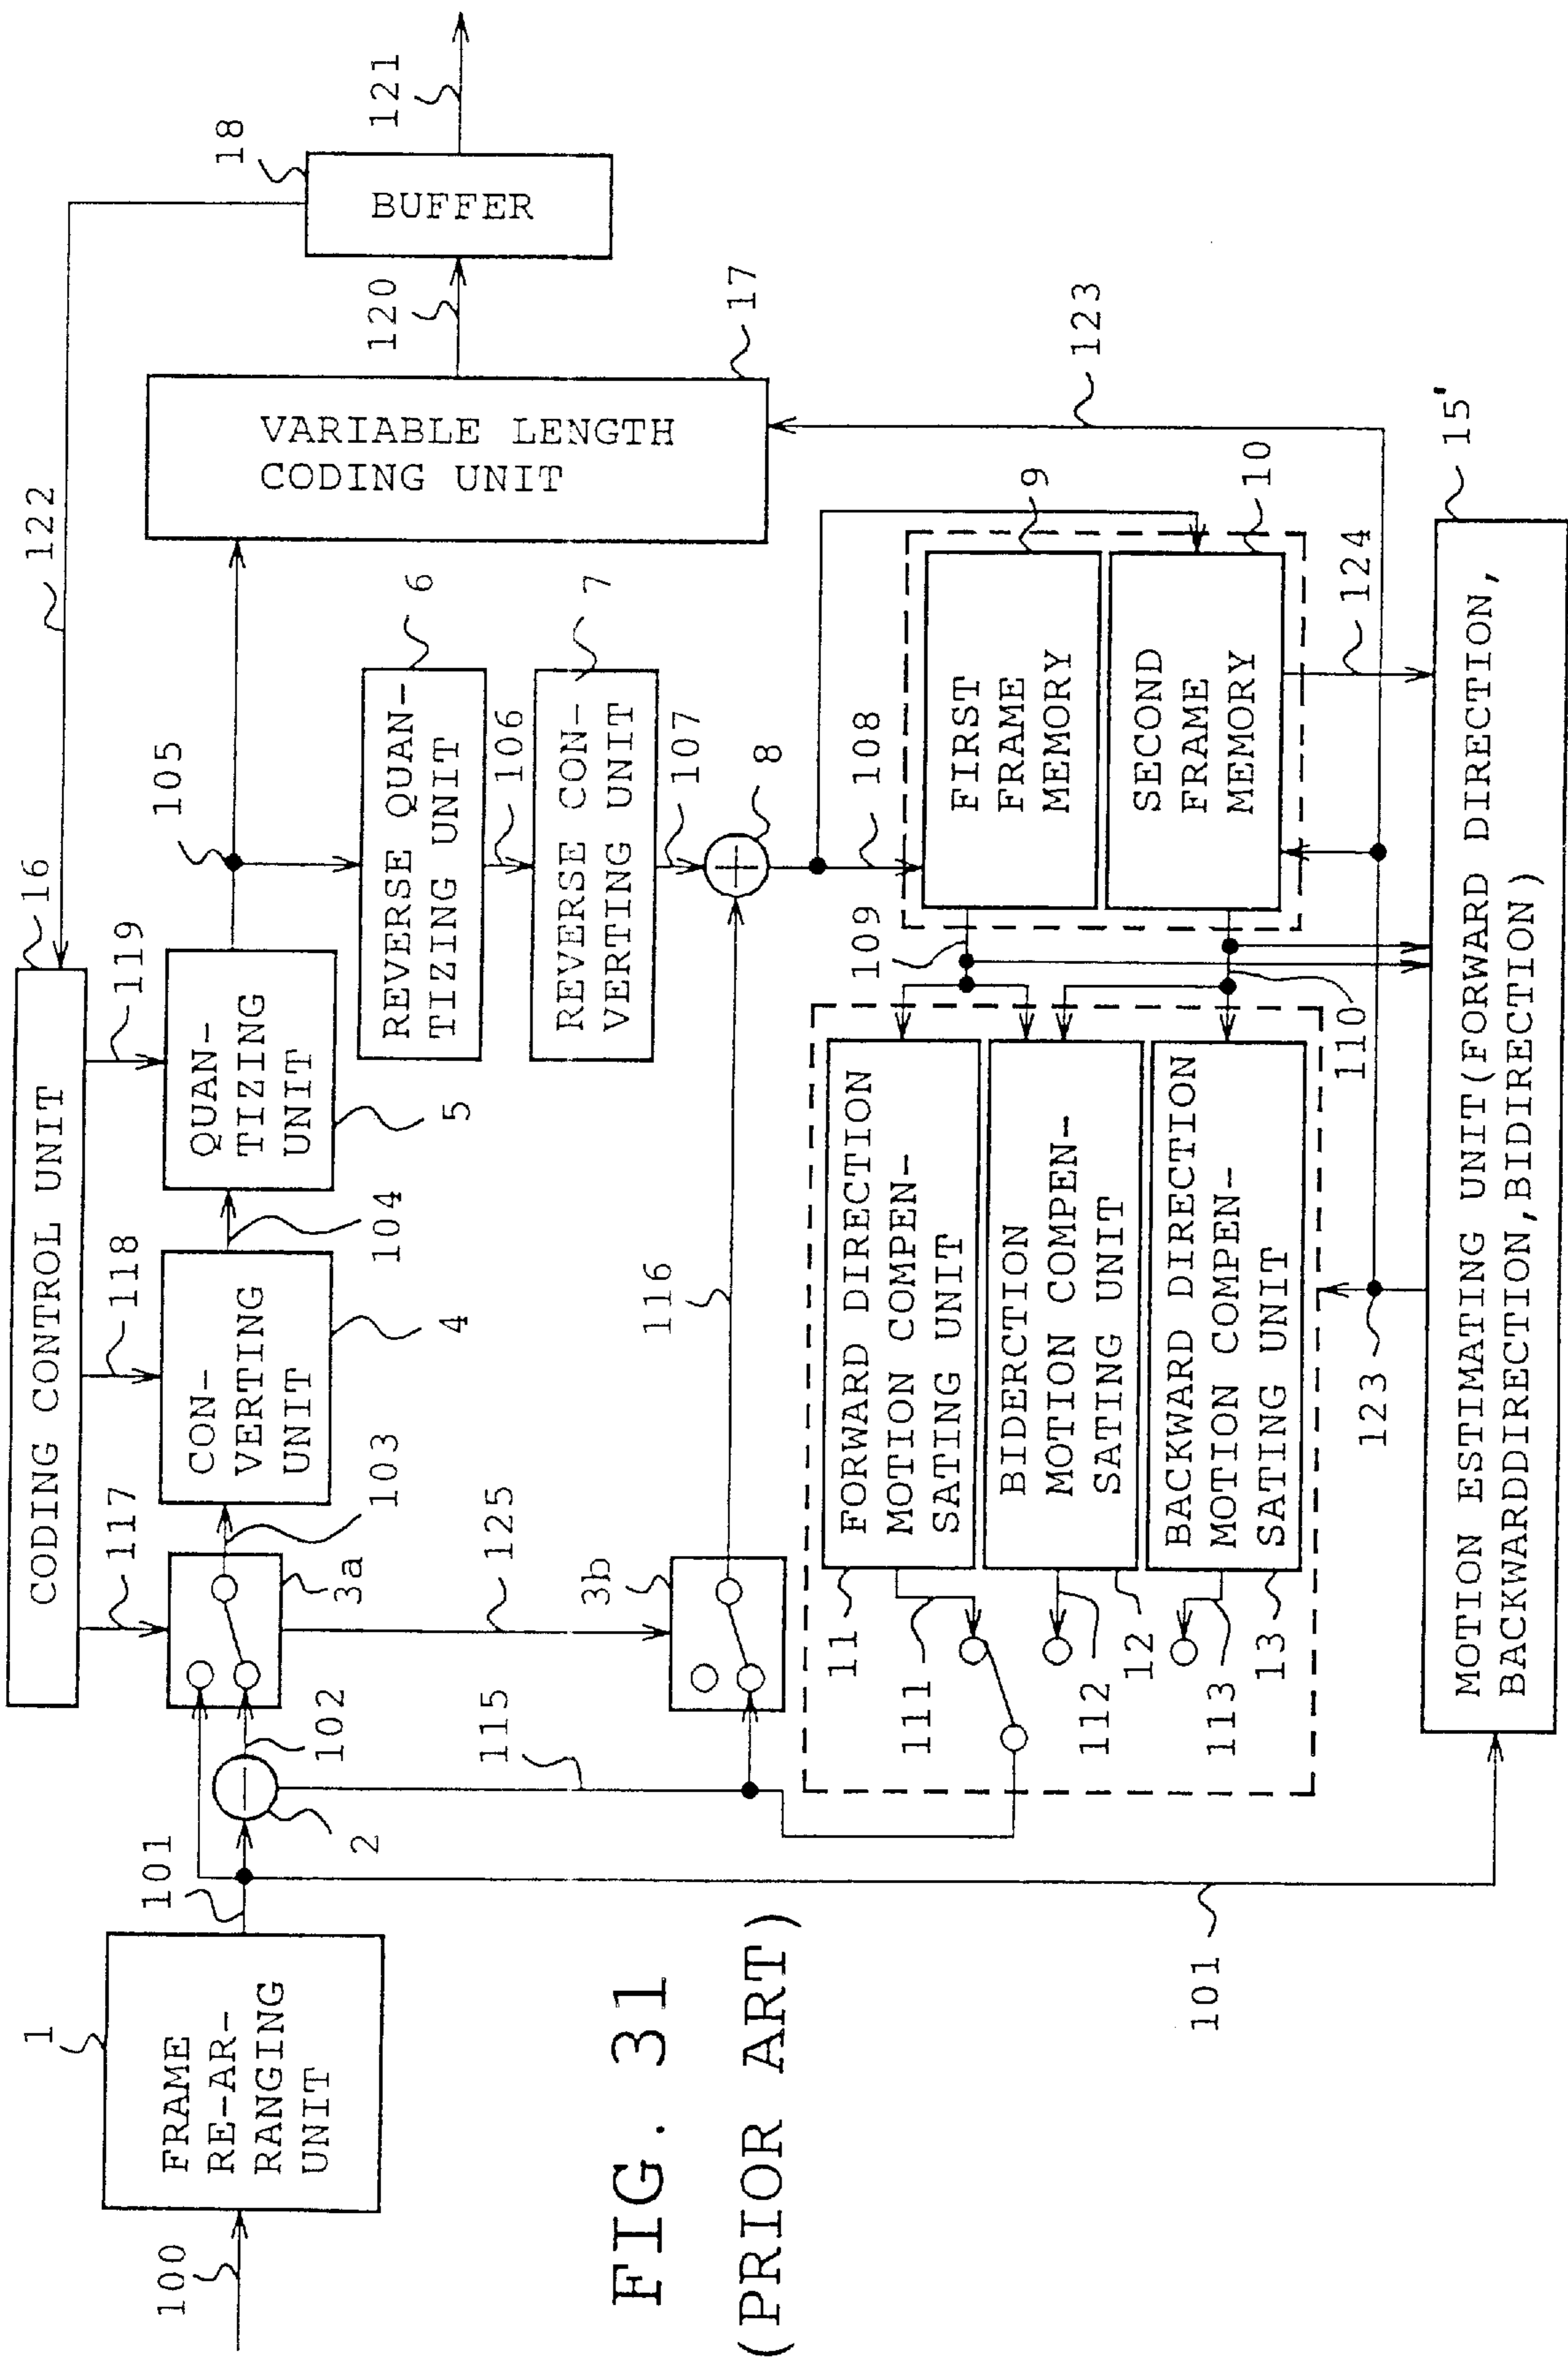 CODING CONTROL UNIT
16
122
18
BUFFER
121
120
117
118
119
105
1
FRAME
RE-AR-
RANGING
UNIT
100
101
2
102
3a
103
CON-
VERTING
UNIT
4
104
QUAN-
TIZING
UNIT
5
VARIABLE LENGTH
CODING UNIT
17
REVERSE QUAN-
TIZING UNIT
6
106
REVERSE CON-
VERTING UNIT
7
107
8
108
115
125
3b
116
109
110
FIRST
FRAME
MEMORY
9
SECOND
FRAME
MEMORY
10
123
124
FORWARD DIRECTION
MOTION COMPEN-
SATING UNIT
11
111
BIDERCTION
MOTION COMPEN-
SATING UNIT
12
112
BACKWARD DIRECTION
MOTION COMPEN-
SATING UNIT
13
113
123
101
15'
MOTION ESTIMATING UNIT(FORWARD DIRECTION,
BACKWARDDIRECTION,BIDIRECTION)
FIG. 31
(PRIOR ART)